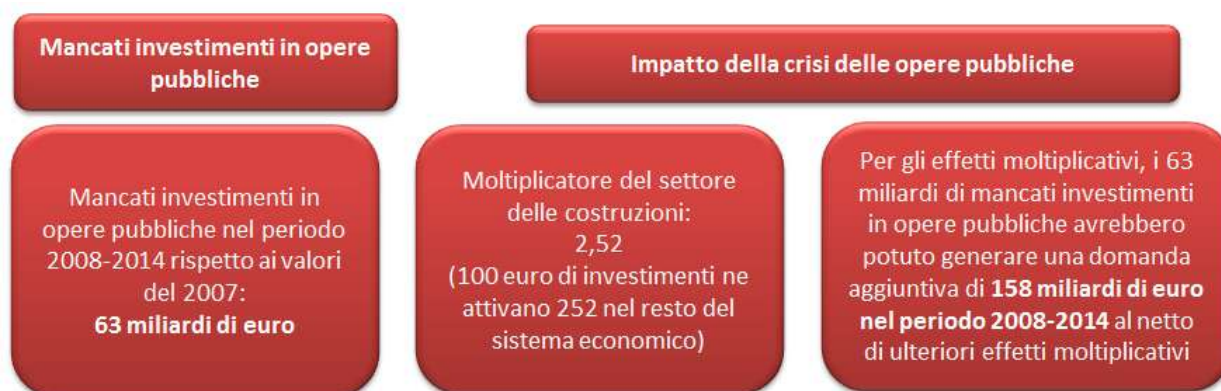 Mancati investimenti in opere
pubbliche
Impatto della crisi delle opere pubbliche
Mancati investimenti in
opere pubbliche nel periodo
2008-2014 rispetto ai valori
del 2007:
63 miliardi di euro
Moltiplicatore del settore
delle costruzioni:
2,52
(100 euro di investimenti ne
attivano 252 nel resto del
sistema economico)
Per gli effetti moltiplicativi, i 63
miliardi di mancati investimenti
in opere pubbliche avrebbero
potuto generare una domanda
aggiuntiva di 158 miliardi di euro
nel periodo 2008-2014 al netto
di ulteriori effetti moltiplicativi